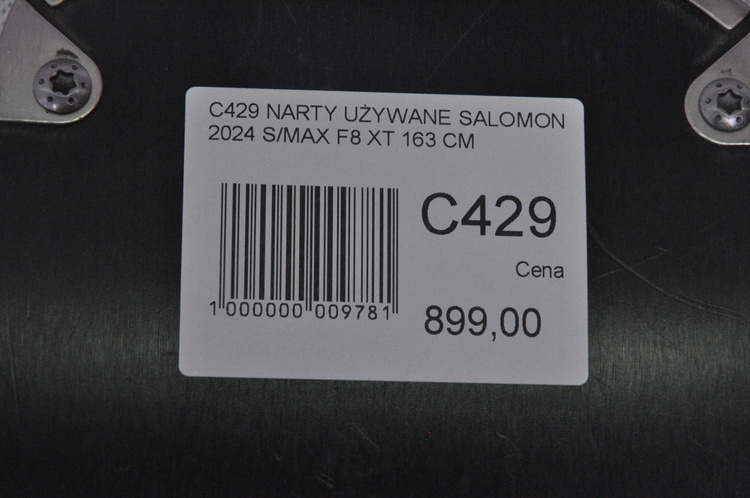 C429 NARTY UŻYWANE SALOMON
2024 S/MAX F8 XT 163 CM
C429
Cena
1 000000 009781
899,00